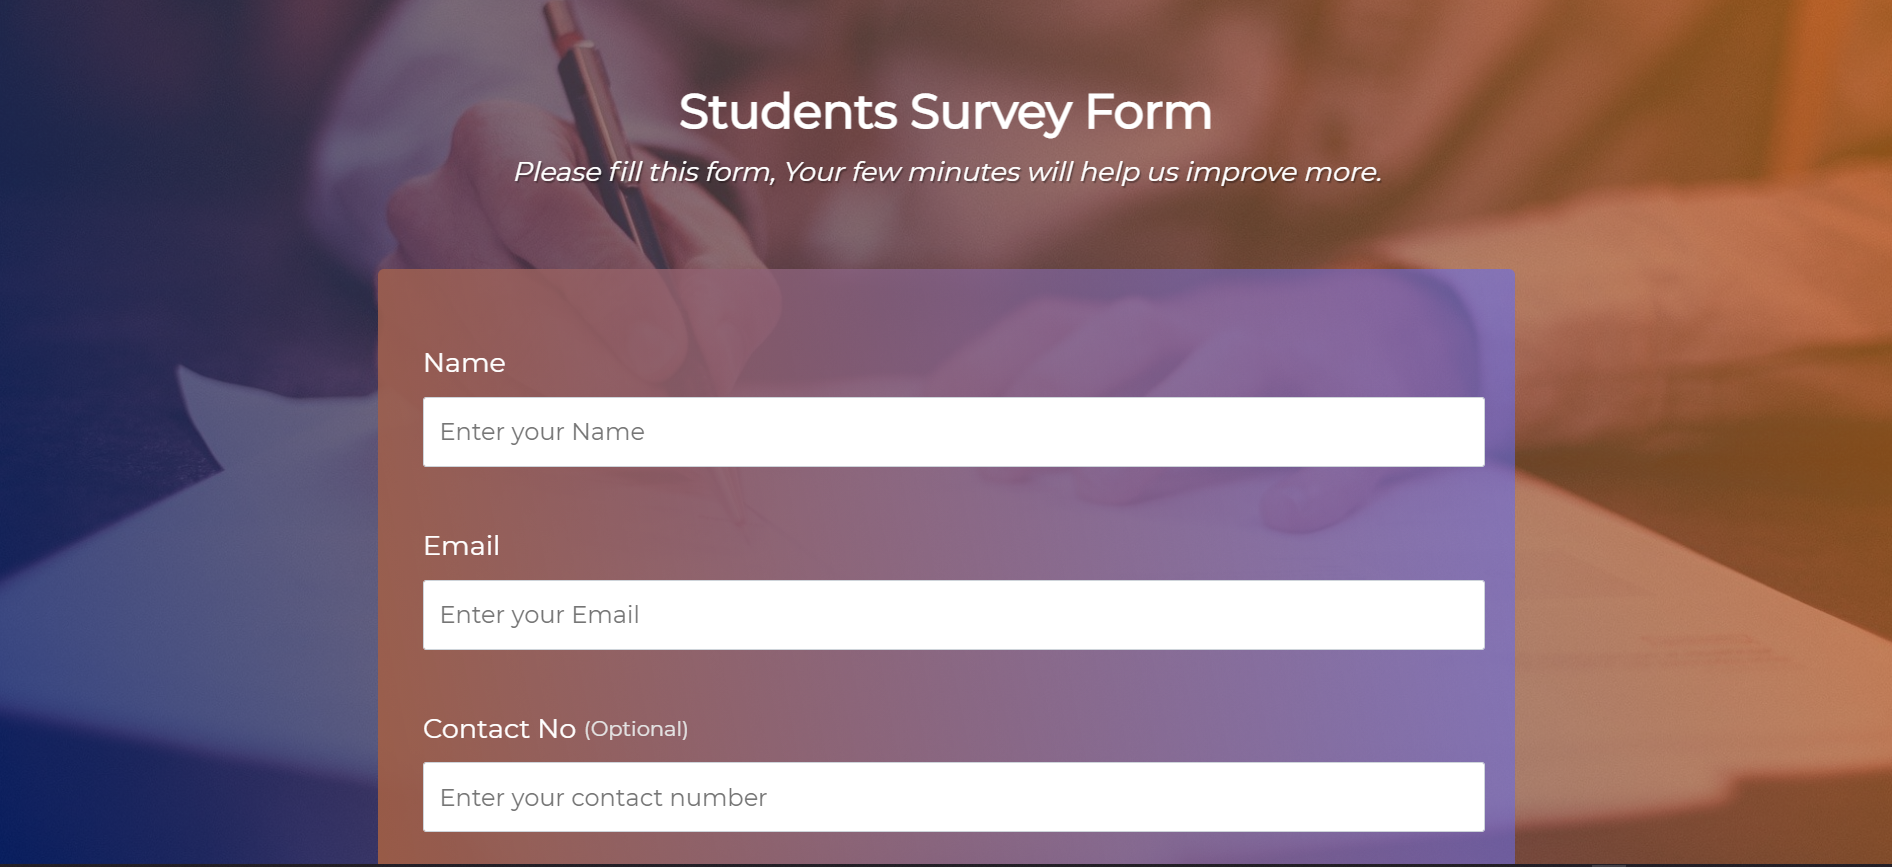 Students Survey Form
Please fill this form, Your few minutes will help us improve more.
Name
Enter your Name
Email
Enter your Email
Contact No (Optional)
Enter your contact number